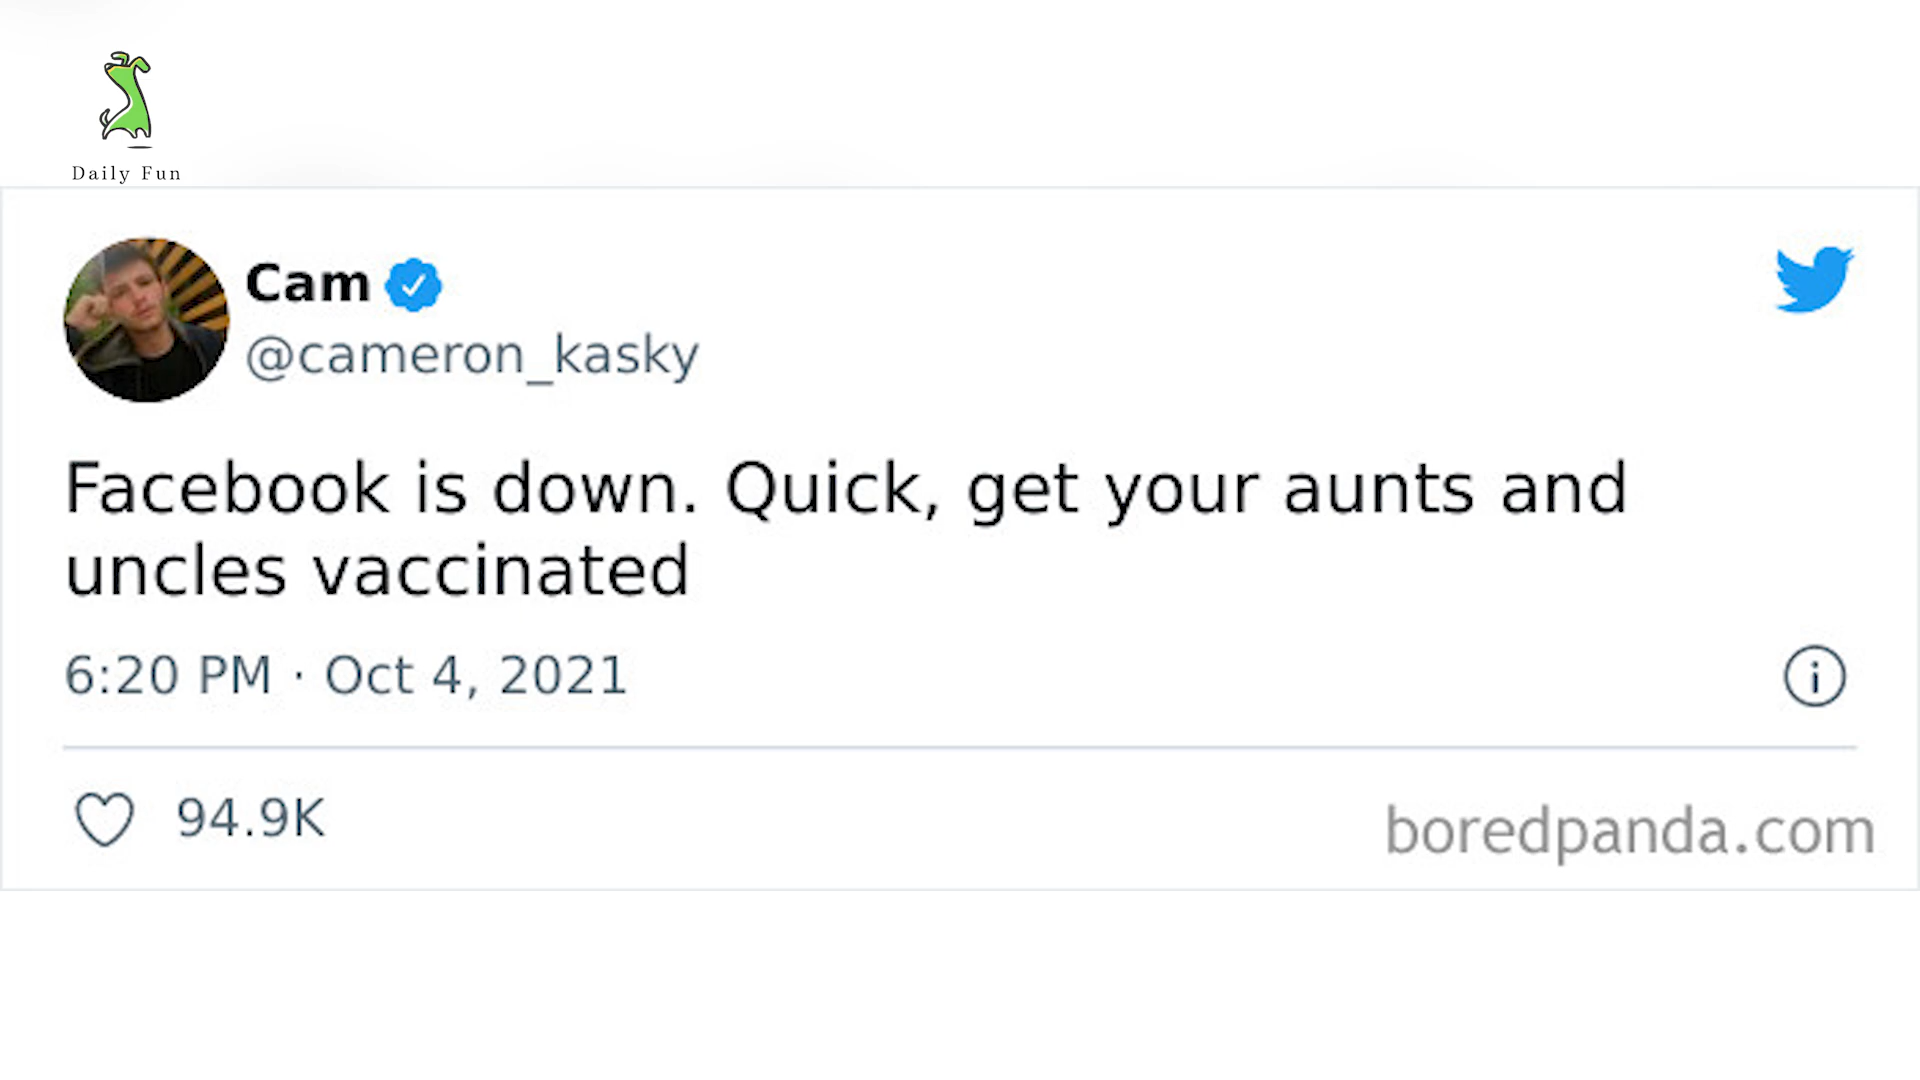 Daily Fun
Cam
@cameron_kasky
Facebook is down. Quick, get your aunts and
uncles vaccinated
6:20 PM · Oct 4, 2021
94.9K
boredpanda.com